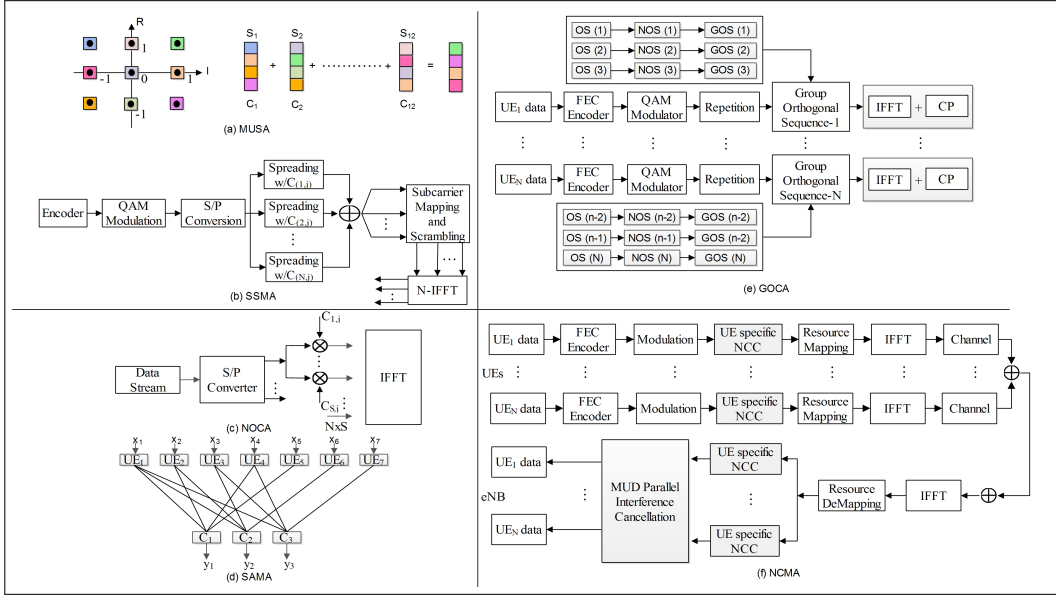 R
1
-1
0
1
I
-1
S1
S2
S12
+
+
+
=
C1
C2
C12
(a) MUSA
Encoder
QAM
Modulation
S/P
Conversion
Spreading
w/C(1,j)
Spreading
w/C(2,j)
Spreading
w/C(N,j)
Subcarrier
Mapping
and
Scrambling
N-IFFT
(b) SSMA
Data
Stream
S/P
Converter
C1,i
CS,i
NxS
IFFT
(c) NOCA
x1 x2 x3 x4 x5 x6 x7
UE1 UE2 UE3 UE4 UE5 UE6 UE7
C1 C2 C3
y1 y2 y3
(d) SAMA
OS (1) NOS (1) GOS (1)
OS (2) NOS (2) GOS (2)
OS (3) NOS (3) GOS (3)
UE1 data
FEC
Encoder
QAM
Modulator
Repetition
Group
Orthogonal
Sequence-1
IFFT + CP
UEN data
FEC
Encoder
QAM
Modulator
Repetition
Group
Orthogonal
Sequence-N
IFFT + CP
OS (n-2) NOS (n-2) GOS (n-2)
OS (n-1) NOS (n-1) GOS (n-2)
OS (N) NOS (N) GOS (N)
(e) GOCA
UE1 data
FEC
Encoder
Modulation
UE specific
NCC
Resource
Mapping
IFFT
Channel
UEs
UEN data
FEC
Encoder
Modulation
UE specific
NCC
Resource
Mapping
IFFT
Channel
UE1 data
eNB
UEN data
MUD Parallel
Interference
Cancellation
UE specific
NCC
UE specific
NCC
Resource
DeMapping
IFFT
(f) NCMA